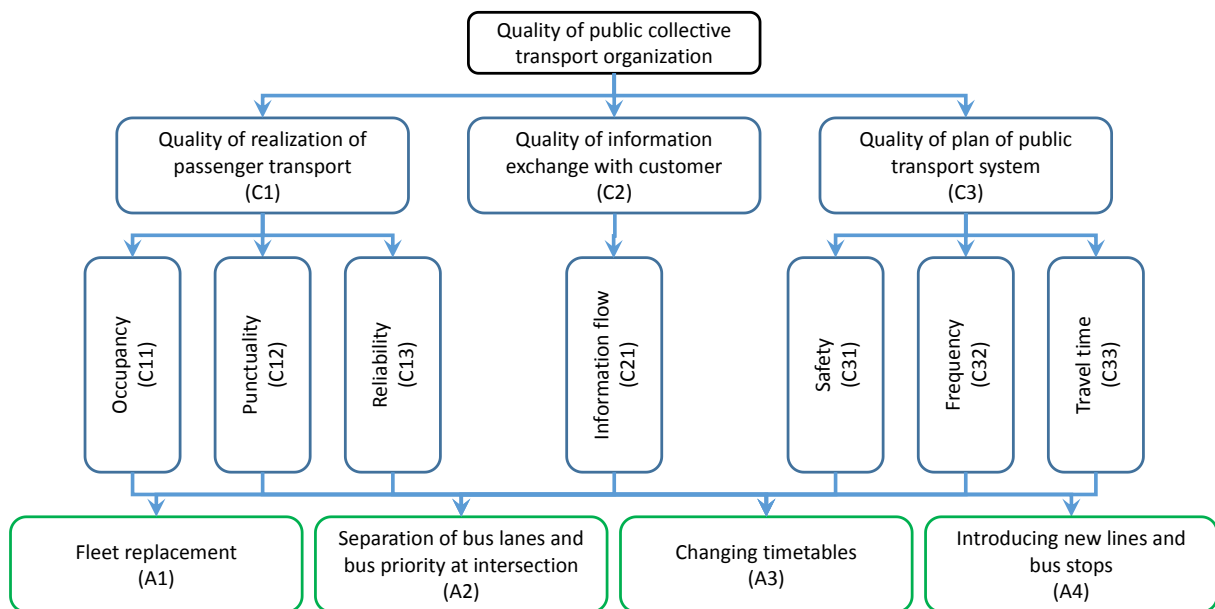 Quality of public collective
transport organization
Quality of realization of
passenger transport
(C1)
Quality of information
exchange with customer
(C2)
Quality of plan of public
transport system
(C3)
Occupancy
(C11)
Punctuality
(C12)
Reliability
(C13)
Information flow
(C21)
Safety
(C31)
Frequency
(C32)
Travel time
(C33)
Fleet replacement
(A1)
Separation of bus lanes and
bus priority at intersection
(A2)
Changing timetables
(A3)
Introducing new lines and
bus stops
(A4)